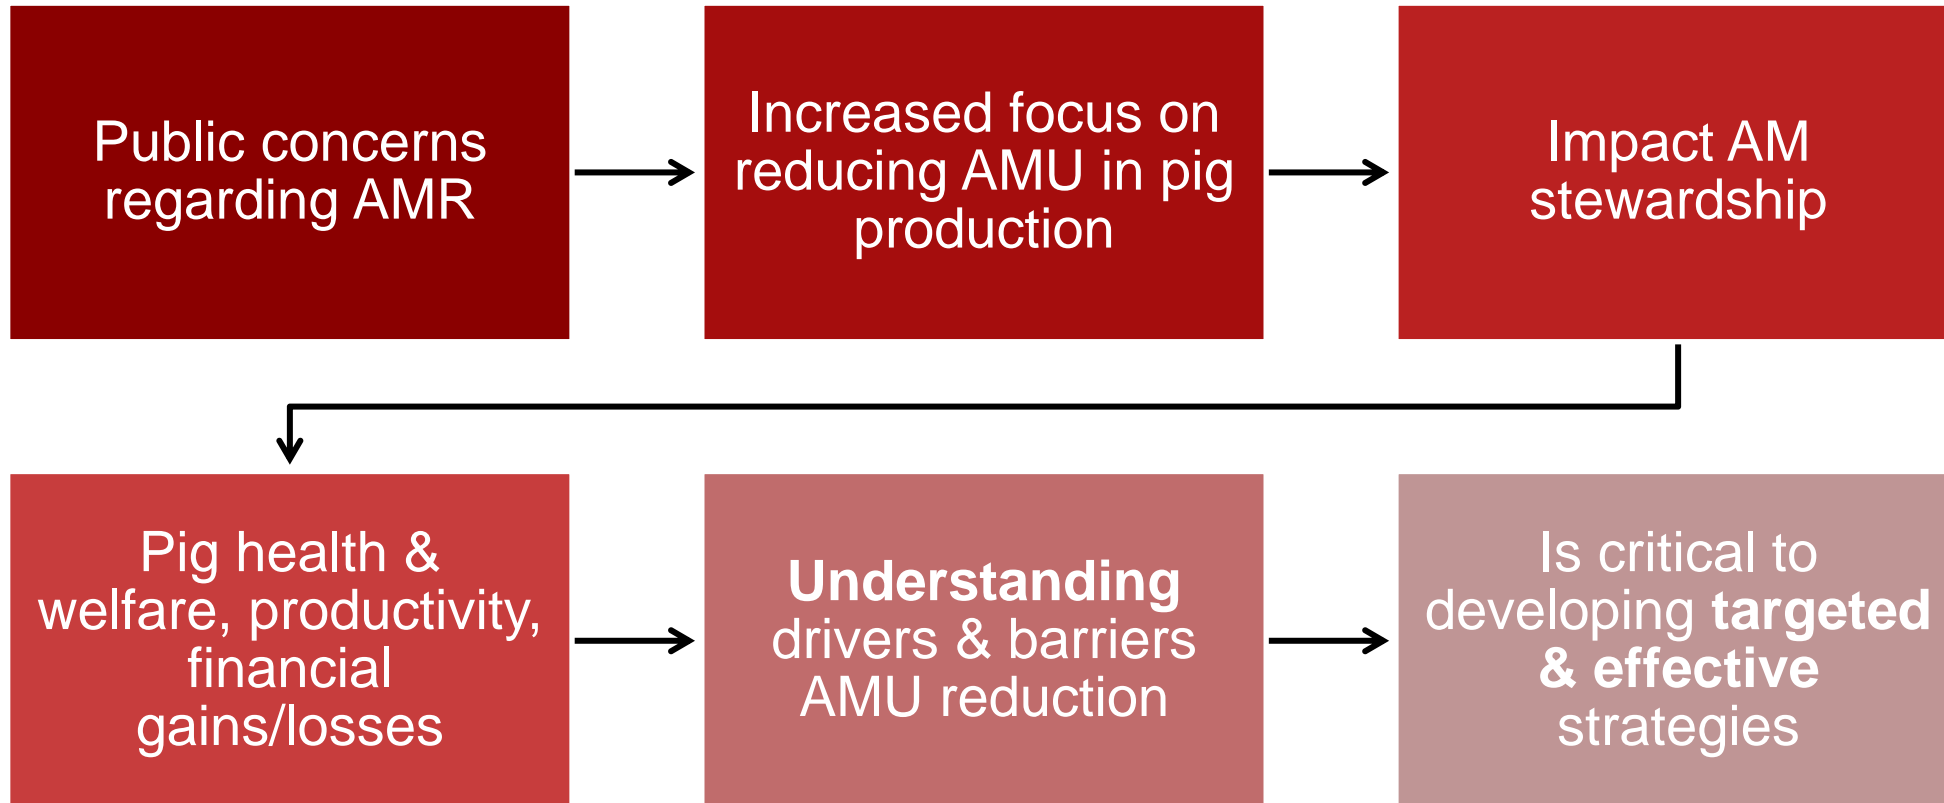 Public concerns
regarding AMR
Increased focus on
reducing AMU in pig
production
Impact AM
stewardship
Pig health &
welfare, productivity,
financial
gains/losses
Understanding
drivers & barriers
AMU reduction
Is critical to
developing targeted
& effective
strategies